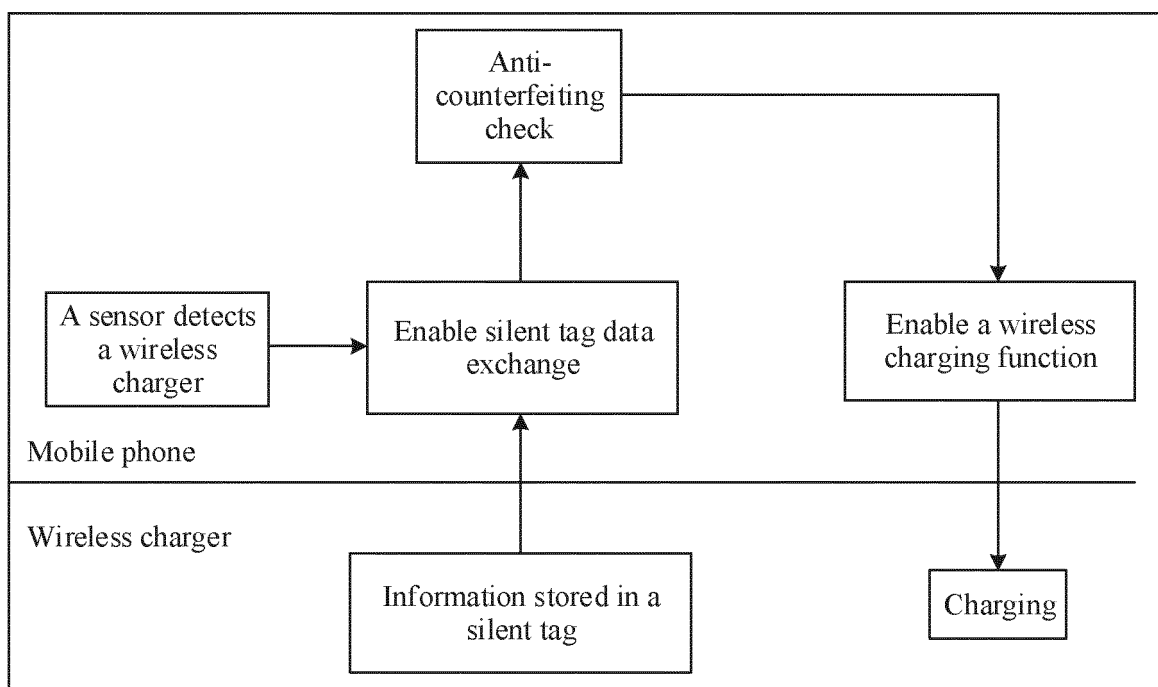 Anti-
counterfeiting
check
A sensor detects
a wireless
charger
Enable silent tag data
exchange
Enable a wireless
charging function
Mobile phone
Wireless charger
Information stored in a
silent tag
Charging